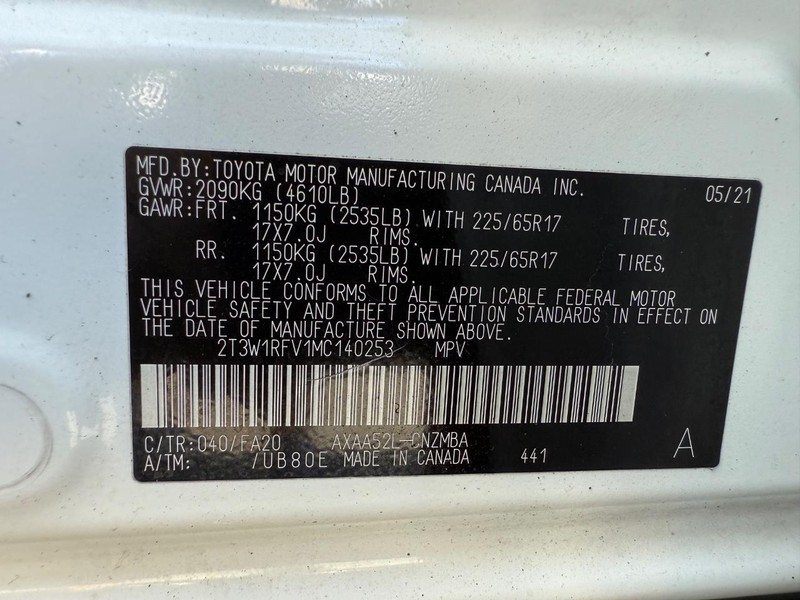 MFD.BY:TOYOTA MOTOR MANUFACTURING CANADA INC. 05/21
GVWR:2090KG (4610LB)
GAWR:FRT. 1150KG (2535LB) WITH 225/65R17 TIRES,
17X7.0J RIMS.
RR. 1150KG (2535LB) WITH 225/65R17 TIRES,
17X7.0J RIMS.
THIS VEHICLE CONFORMS TO ALL APPLICABLE FEDERAL MOTOR
VEHICLE SAFETY AND THEFT PREVENTION STANDARDS IN EFFECT ON
THE DATE OF MANUFACTURE SHOWN ABOVE.
2T3W1RFV1MC140253 MPV
C/TR:040/FA20 AXAA52L-CNZMBA
A/TM: /UB80E MADE IN CANADA 441 A